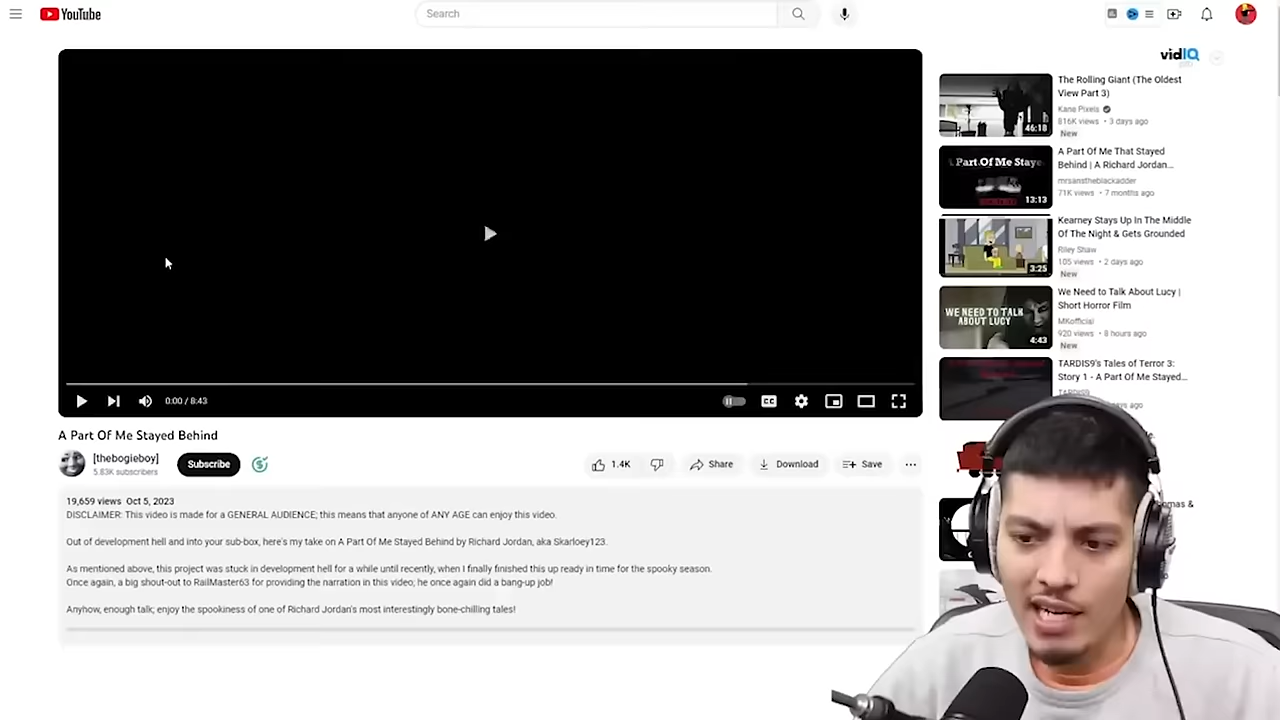 YouTube
Search
vidIQ
The Rolling Giant (The Oldest
View Part 3)
Kane Pixels
816K views • 3 days ago
New
46:18
A Part Of Me That Stayed
Behind | A Richard Jordan...
mrsanstheblackadder
71K views • 7 months ago
Part Of Me Staye
13:13
Kearney Stays Up In The Middle
Of The Night & Gets Grounded
Riley Shaw
105 views • 2 days ago
New
3:25
We Need to Talk About Lucy |
Short Horror Film
MKofficial
920 views • 8 hours ago
New
WE NEED TO TALK
ABOUT LUCY
4:43
TARDIS9's Tales of Terror 3:
Story 1 - A Part Of Me Stayed...
TARDIS9
days ago
omas &
0:00 / 8:43
CC
A Part Of Me Stayed Behind
[thebogieboy]
5.83K subscribers
Subscribe
1.4K
Share
Download
Save
19,659 views Oct 5, 2023
DISCLAIMER: This video is made for a GENERAL AUDIENCE; this means that anyone of ANY AGE can enjoy this video.
Out of development hell and into your sub-box, here's my take on A Part Of Me Stayed Behind by Richard Jordan, aka Skarloey123.
As mentioned above, this project was stuck in development hell for a while until recently, when I finally finished this up ready in time for the spooky season.
Once again, a big shout-out to RailMaster63 for providing the narration in this video; he once again did a bang-up job!
Anyhow, enough talk; enjoy the spookiness of one of Richard Jordan's most interestingly bone-chilling tales!